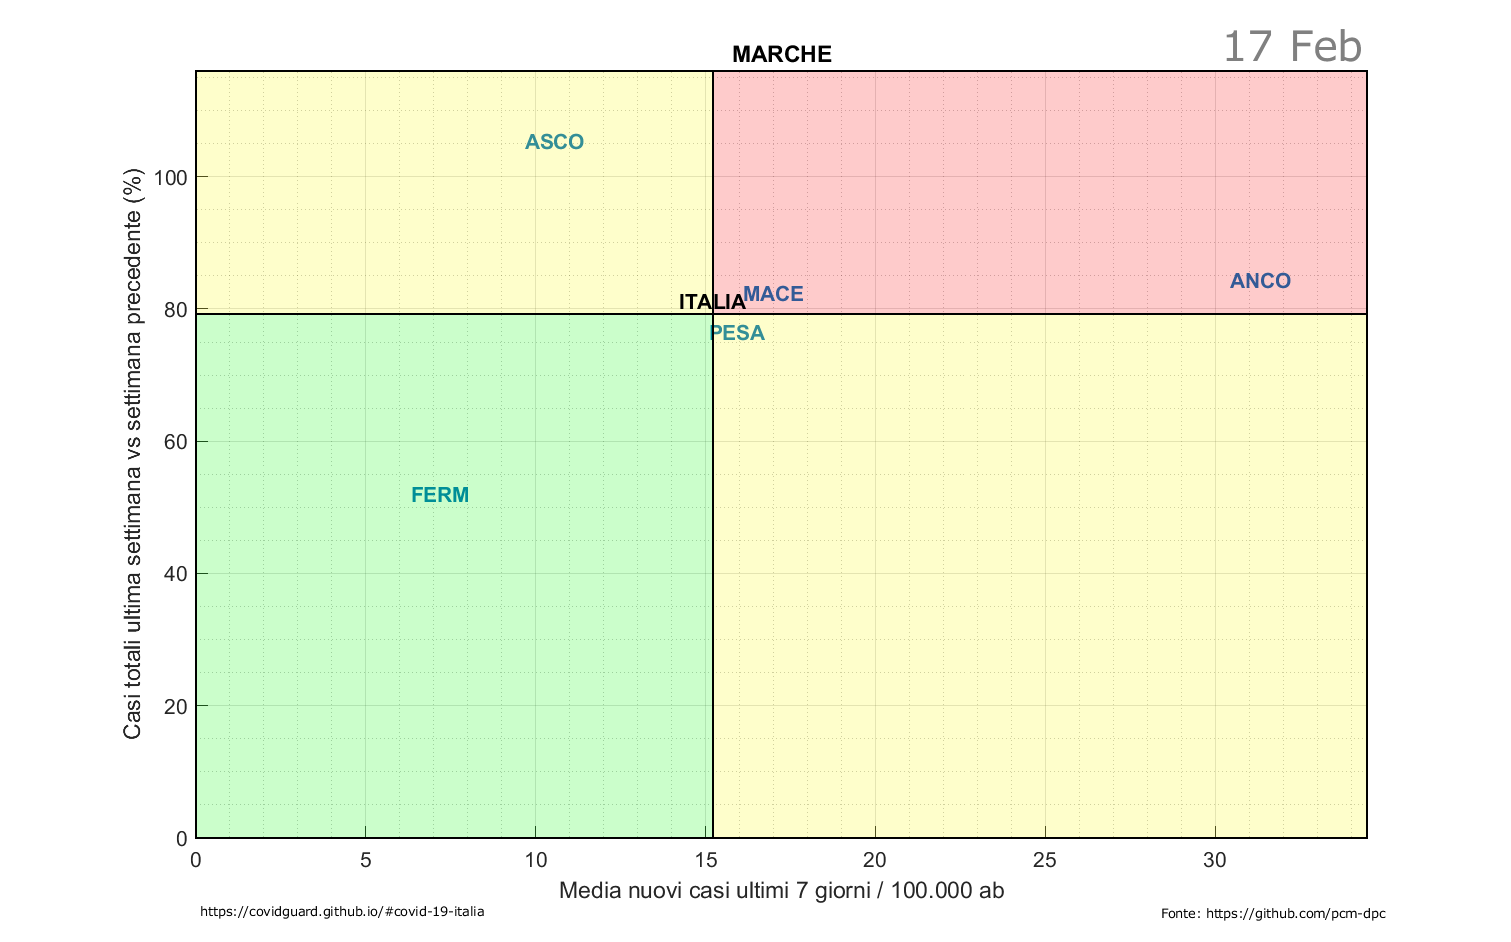 MARCHE
17 Feb
Casi totali ultima settimana vs settimana precedente (%)
100
80
60
40
20
0
ASCO
ANCO
MACE
ITALIA
PESA
FERM
0 5 10 15 20 25 30
Media nuovi casi ultimi 7 giorni / 100.000 ab
https://covidguard.github.io/#covid-19-italia
Fonte: https://github.com/pcm-dpc